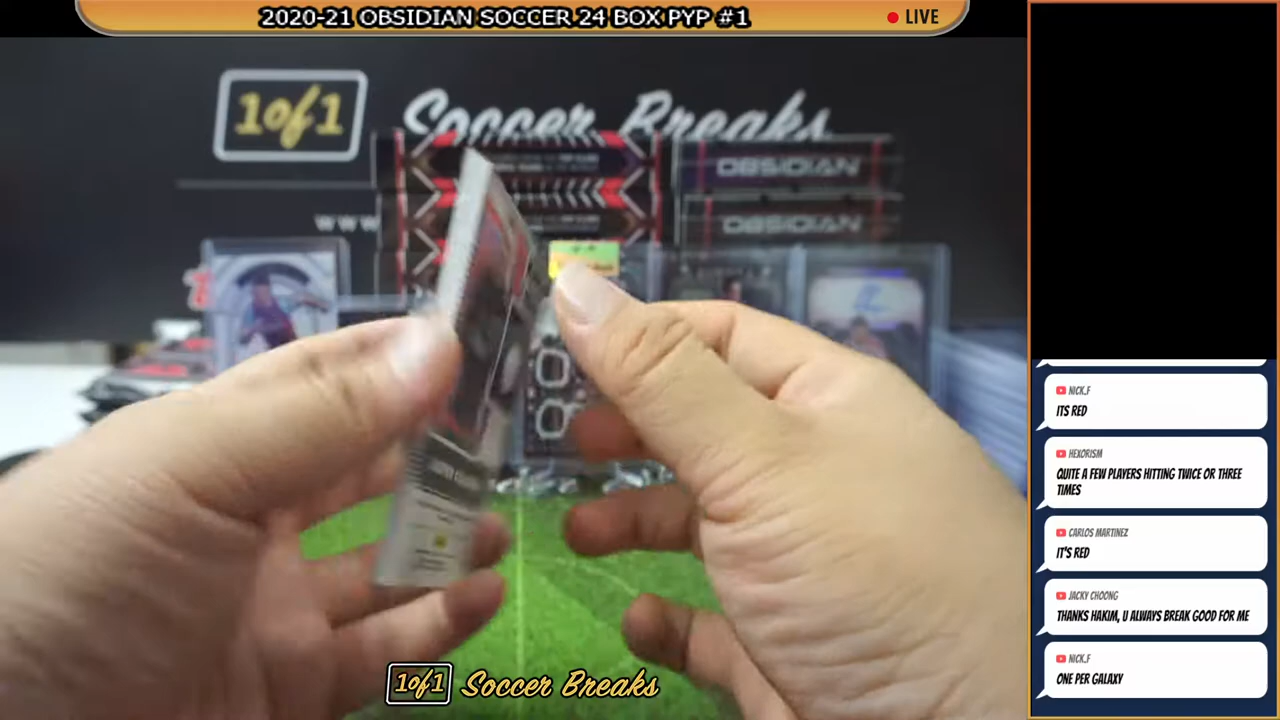 2020-21 OBSIDIAN SOCCER 24 BOX PYP #1
LIVE
1of1
Soccer Breaks
WWW
OBSIDIAN
OBSIDIAN
NICK.F
ITS RED
HEXORISM
QUITE A FEW PLAYERS HITTING TWICE OR THREE
TIMES
CARLOS MARTINEZ
IT'S RED
JACKY CHOONG
THANKS HAKIM, U ALWAYS BREAK GOOD FOR ME
NICK.F
ONE PER GALAXY
1of1 Soccer Breaks